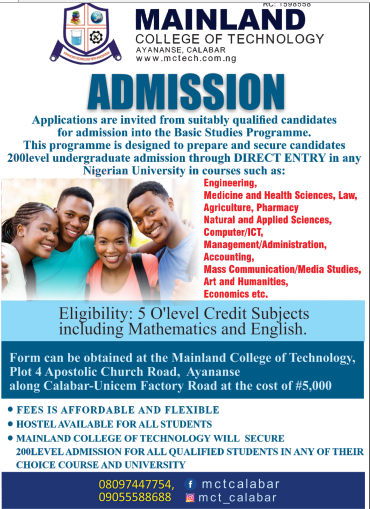 RC: 1598558
MAINLAND
COLLEGE OF TECHNOLOGY
AYANANSE, CALABAR
www.mctech.com.ng
ADMISSION
Applications are invited from suitably qualified candidates
for admission into the Basic Studies Programme.
This programme is designed to prepare and secure candidates
200level undergraduate admission through DIRECT ENTRY in any
Nigerian University in courses such as:
Engineering,
Medicine and Health Sciences, Law,
Agriculture, Pharmacy
Natural and Applied Sciences,
Computer/ICT,
Management/Administration,
Accounting,
Mass Communication/Media Studies,
Art and Humanities,
Economics etc.
Eligibility: 5 O'level Credit Subjects
including Mathematics and English.
Form can be obtained at the Mainland College of Technology,
Plot 4 Apostolic Church Road, Ayananse
along Calabar-Unicem Factory Road at the cost of #5,000
• FEES IS AFFORDABLE AND FLEXIBLE
• HOSTEL AVAILABLE FOR ALL STUDENTS
• MAINLAND COLLEGE OF TECHNOLOGY WILL SECURE
200LEVEL ADMISSION FOR ALL QUALIFIED STUDENTS IN ANY OF THEIR
CHOICE COURSE AND UNIVERSITY
08097447754, mctcalabar
09055588688 mct_calabar